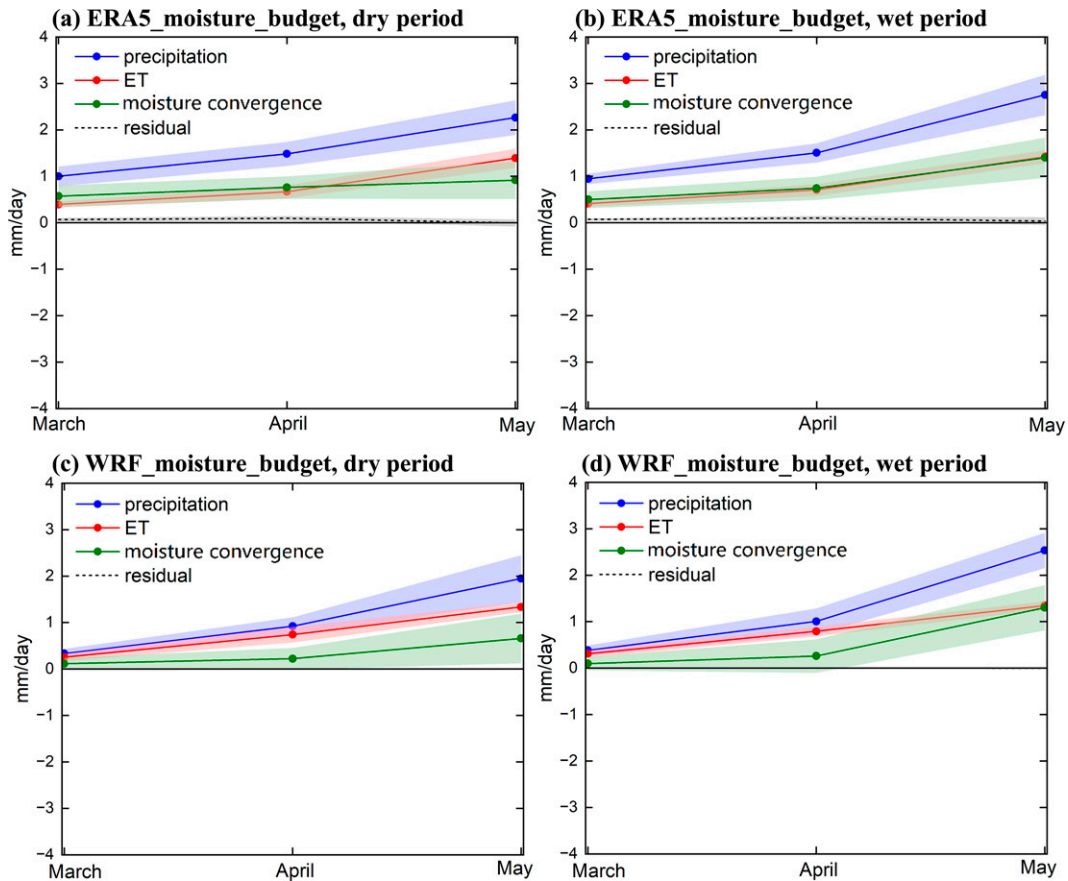 (a) ERA5_moisture_budget, dry period
4
3
2
1
0
−1
−2
−3
−4
mm/day
precipitation
ET
moisture convergence
residual
March
April
May
(b) ERA5_moisture_budget, wet period
4
3
2
1
0
−1
−2
−3
−4
mm/day
precipitation
ET
moisture convergence
residual
March
April
May
(c) WRF_moisture_budget, dry period
4
3
2
1
0
−1
−2
−3
−4
mm/day
precipitation
ET
moisture convergence
residual
March
April
May
(d) WRF_moisture_budget, wet period
4
3
2
1
0
−1
−2
−3
−4
mm/day
precipitation
ET
moisture convergence
residual
March
April
May